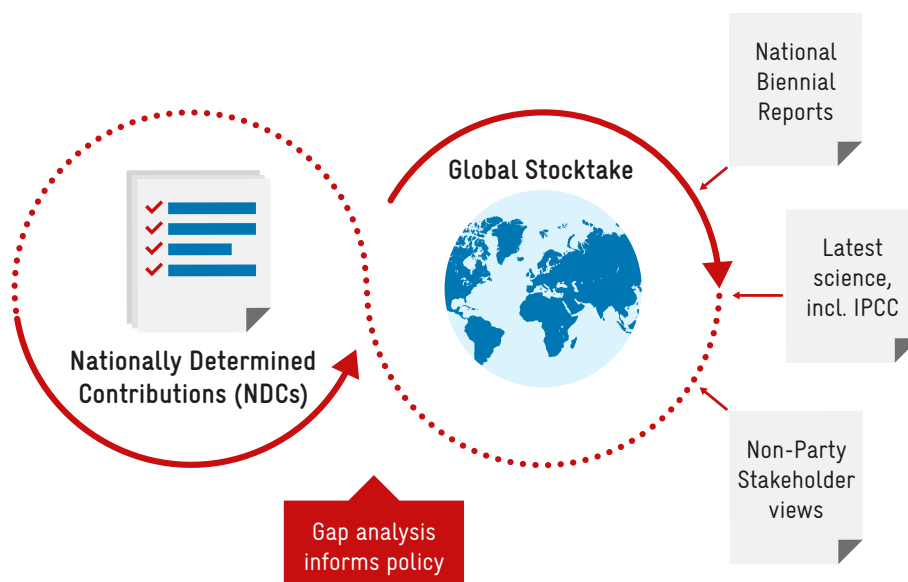 National
Biennial
Reports
Global Stocktake
Latest
science,
incl. IPCC
Nationally Determined
Contributions (NDCs)
Non-Party
Stakeholder
views
Gap analysis
informs policy